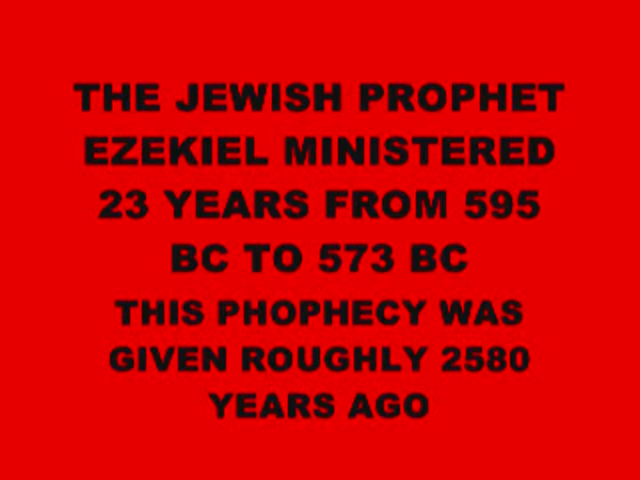 THE JEWISH PROPHET
EZEKIEL MINISTERED
23 YEARS FROM 595
BC TO 573 BC
THIS PHOPHECY WAS
GIVEN ROUGHLY 2580
YEARS AGO